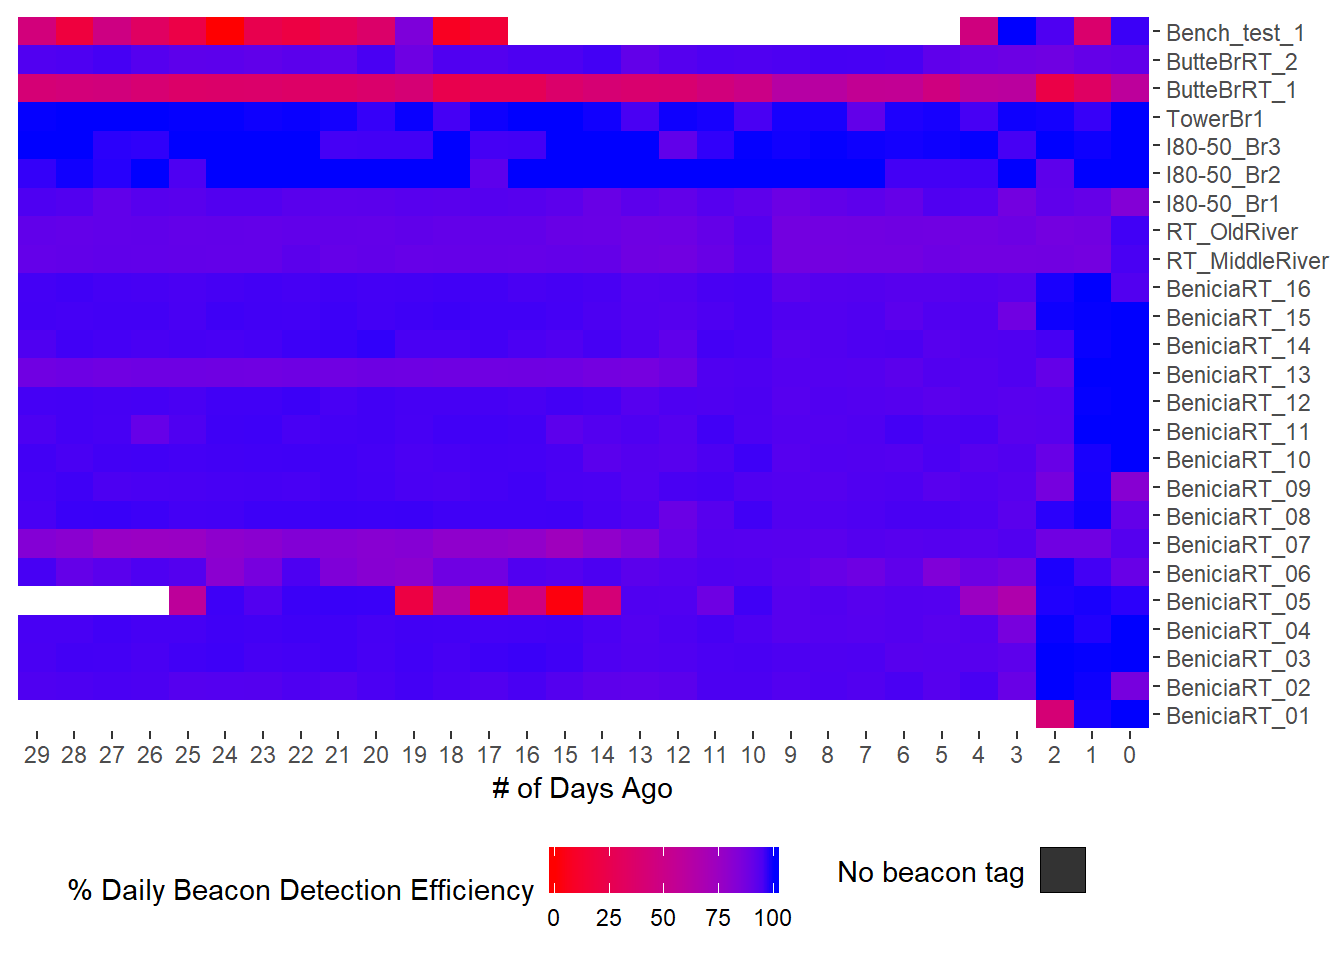 Bench_test_1
ButteBrRT_2
ButteBrRT_1
TowerBr1
I80-50_Br3
I80-50_Br2
I80-50_Br1
RT_OldRiver
RT_MiddleRiver
BeniciaRT_16
BeniciaRT_15
BeniciaRT_14
BeniciaRT_13
BeniciaRT_12
BeniciaRT_11
BeniciaRT_10
BeniciaRT_09
BeniciaRT_08
BeniciaRT_07
BeniciaRT_06
BeniciaRT_05
BeniciaRT_04
BeniciaRT_03
BeniciaRT_02
BeniciaRT_01
29 28 27 26 25 24 23 22 21 20 19 18 17 16 15 14 13 12 11 10 9 8 7 6 5 4 3 2 1 0
# of Days Ago
% Daily Beacon Detection Efficiency
0 25 50 75 100
No beacon tag